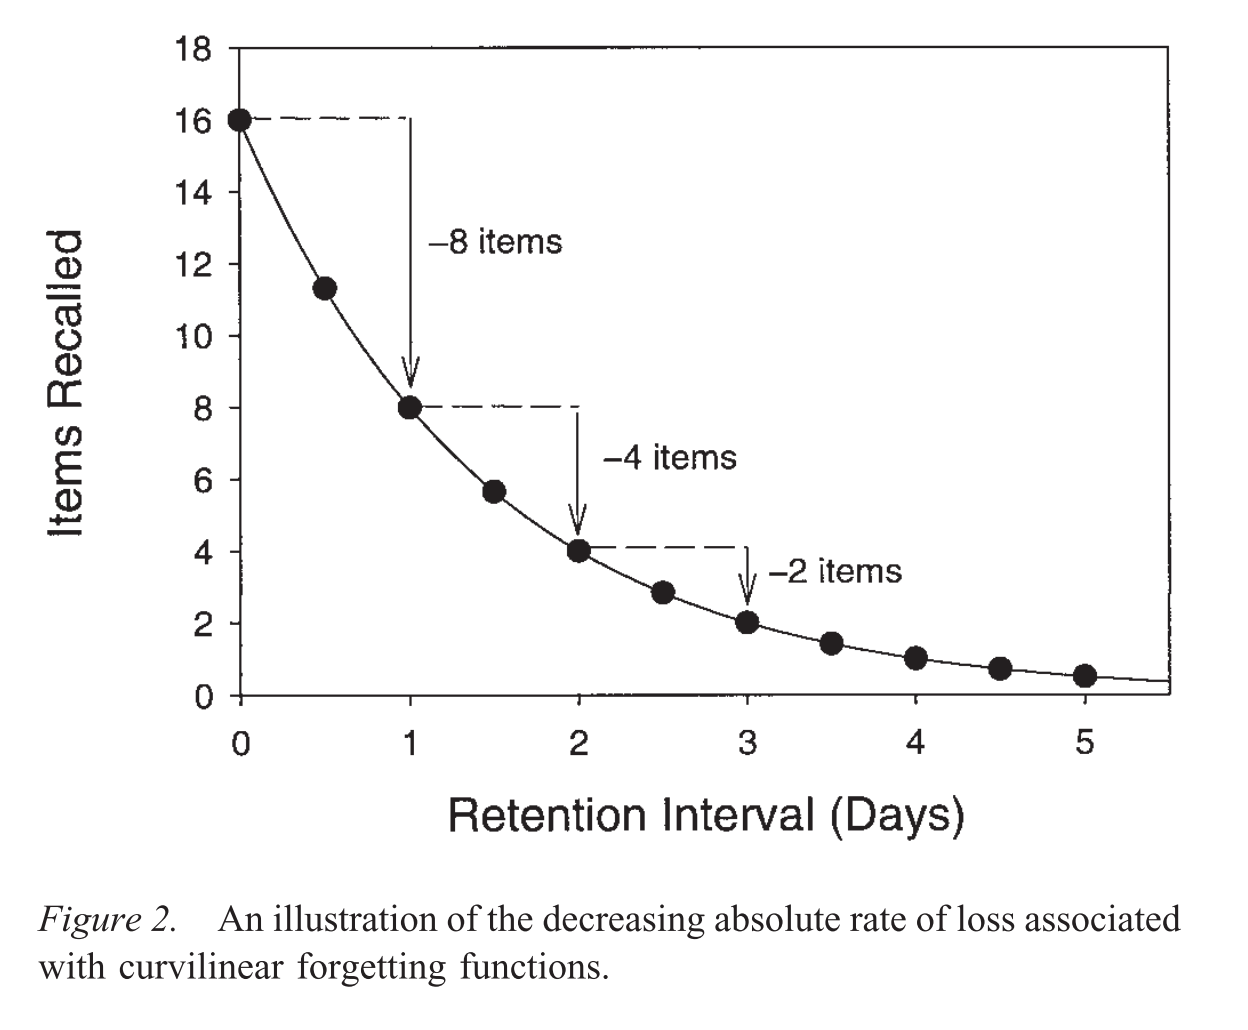 18
16
14
12
10
8
6
4
2
0
Items Recalled
–8 items
–4 items
–2 items
0 1 2 3 4 5
Retention Interval (Days)
Figure 2. An illustration of the decreasing absolute rate of loss associated
with curvilinear forgetting functions.